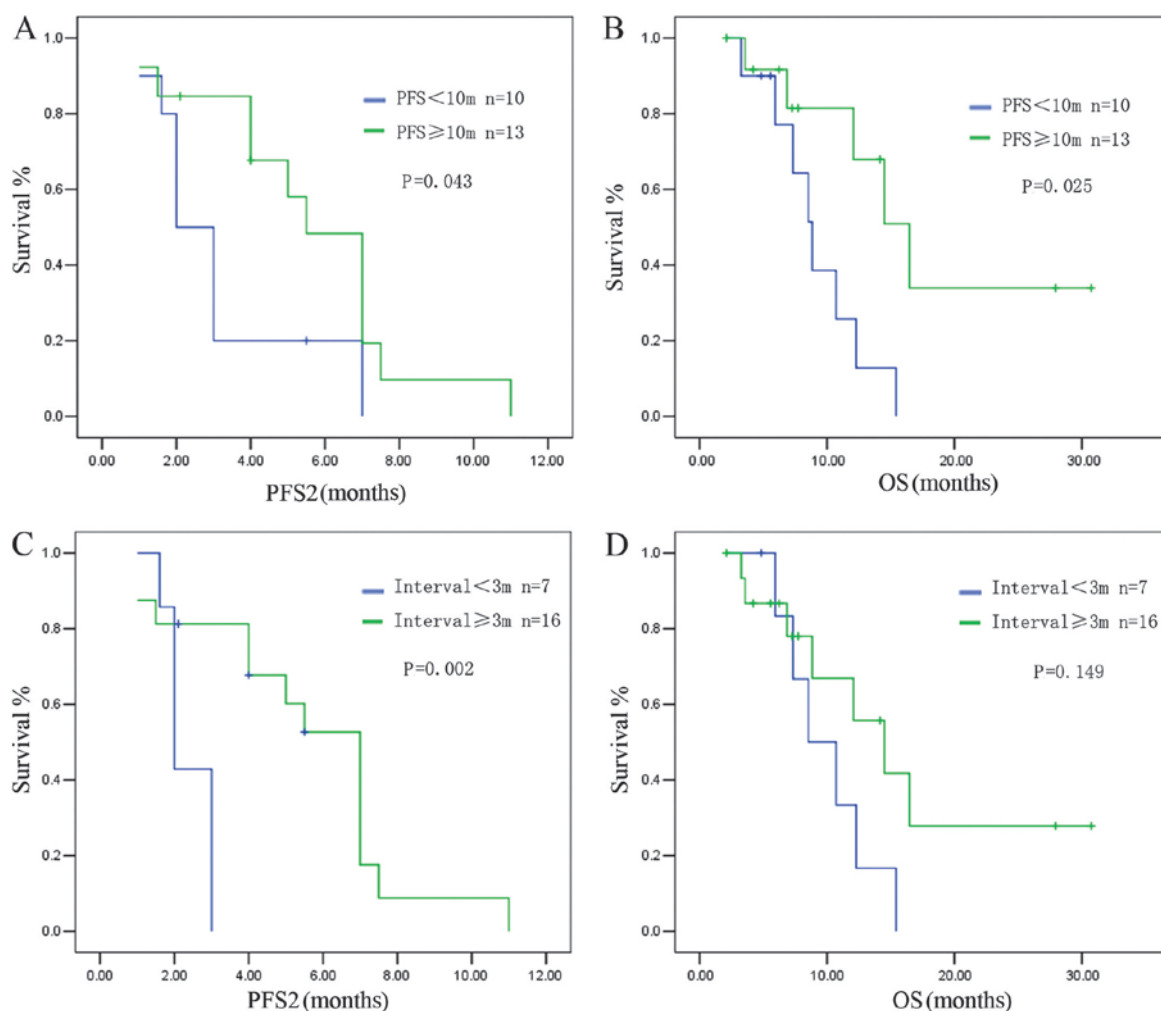 A
1.0
0.8
0.6
0.4
0.2
0.0
Survival %
PFS<10m n=10
PFS≥10m n=13
P=0.043
0.00 2.00 4.00 6.00 8.00 10.00 12.00
PFS2(months)
B
1.0
0.8
0.6
0.4
0.2
0.0
Survival %
PFS<10m n=10
PFS≥10m n=13
P=0.025
0.00 10.00 20.00 30.00
OS(months)
C
1.0
0.8
0.6
0.4
0.2
0.0
Survival %
Interval<3m n=7
Interval≥3m n=16
P=0.002
0.00 2.00 4.00 6.00 8.00 10.00 12.00
PFS2(months)
D
1.0
0.8
0.6
0.4
0.2
0.0
Survival %
Interval<3m n=7
Interval≥3m n=16
P=0.149
0.00 10.00 20.00 30.00
OS(months)